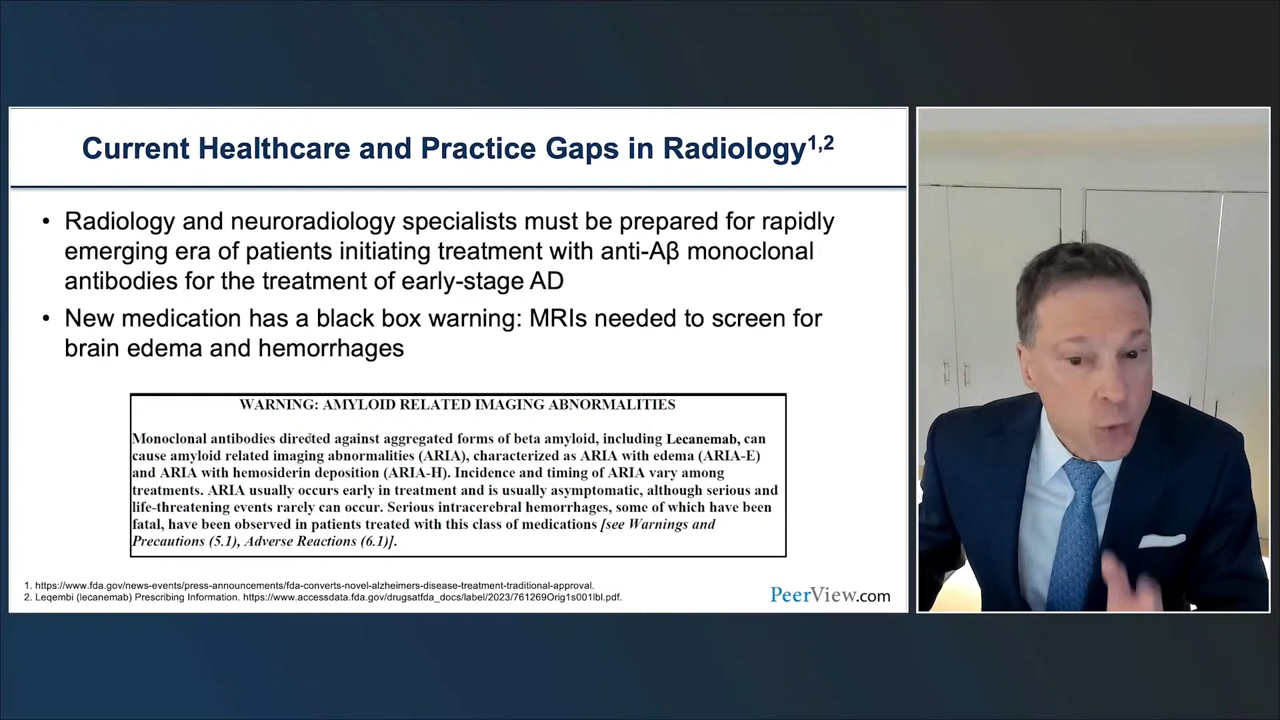 Current Healthcare and Practice Gaps in Radiology1,2
• Radiology and neuroradiology specialists must be prepared for rapidly
emerging era of patients initiating treatment with anti-Aβ monoclonal
antibodies for the treatment of early-stage AD
• New medication has a black box warning: MRIs needed to screen for
brain edema and hemorrhages
WARNING: AMYLOID RELATED IMAGING ABNORMALITIES
Monoclonal antibodies directed against aggregated forms of beta amyloid, including Lecanemab, can
cause amyloid related imaging abnormalities (ARIA), characterized as ARIA with edema (ARIA-E)
and ARIA with hemosiderin deposition (ARIA-H). Incidence and timing of ARIA vary among
treatments. ARIA usually occurs early in treatment and is usually asymptomatic, although serious and
life-threatening events rarely can occur. Serious intracerebral hemorrhages, some of which have been
fatal, have been observed in patients treated with this class of medications [see Warnings and
Precautions (5.1), Adverse Reactions (6.1)].
1. https://www.fda.gov/news-events/press-announcements/fda-converts-novel-alzheimers-disease-treatment-traditional-approval.
2. Leqembi (lecanemab) Prescribing Information. https://www.accessdata.fda.gov/drugsatfda_docs/label/2023/761269Orig1s001lbl.pdf.
PeerView.com